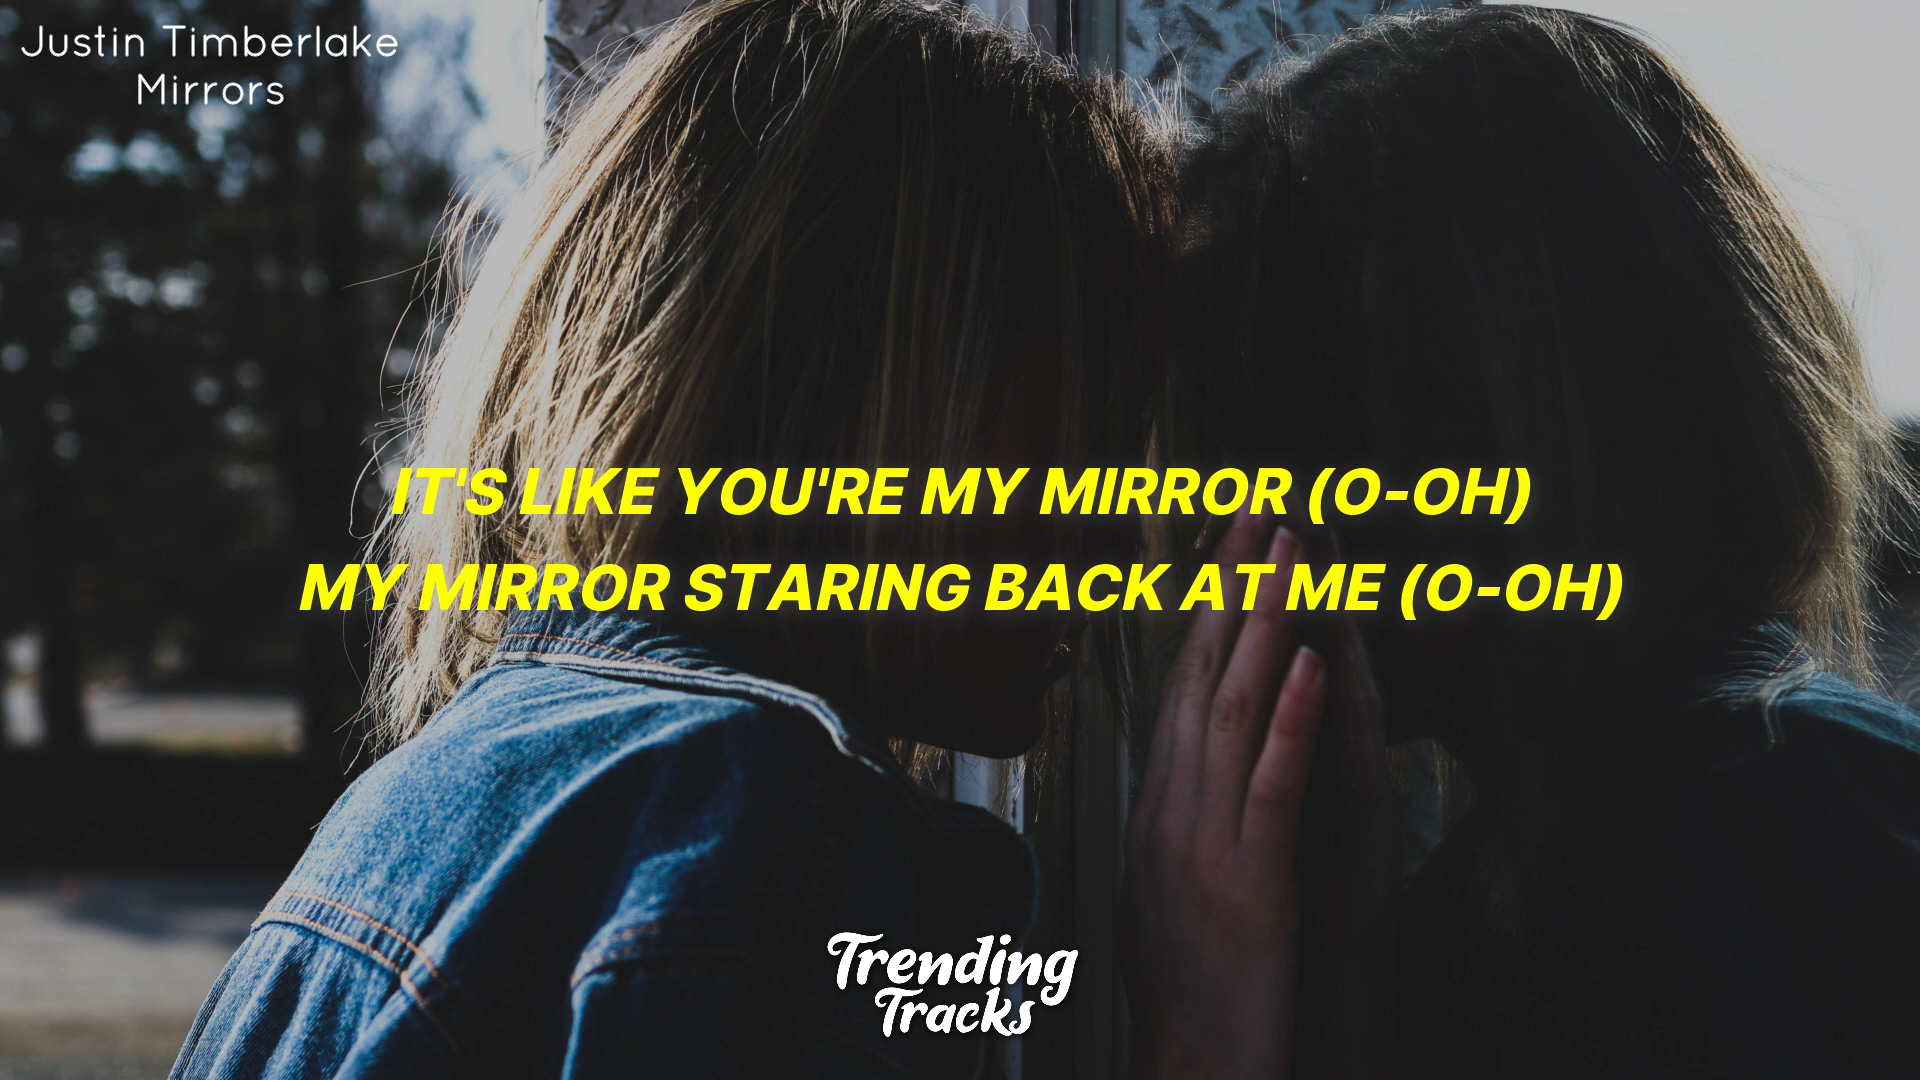 Justin Timberlake
Mirrors
IT'S LIKE YOU'RE MY MIRROR (O-OH)
MY MIRROR STARING BACK AT ME (O-OH)
Trending
Tracks